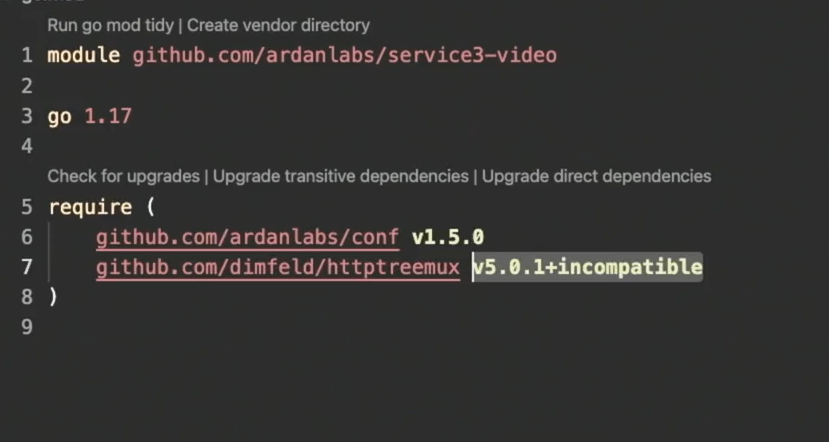 Run go mod tidy | Create vendor directory
1 module github.com/ardanlabs/service3-video
2
3 go 1.17
4
Check for upgrades | Upgrade transitive dependencies | Upgrade direct dependencies
5 require (
6 github.com/ardanlabs/conf v1.5.0
7 github.com/dimfeld/httptreemux v5.0.1+incompatible
8 )
9